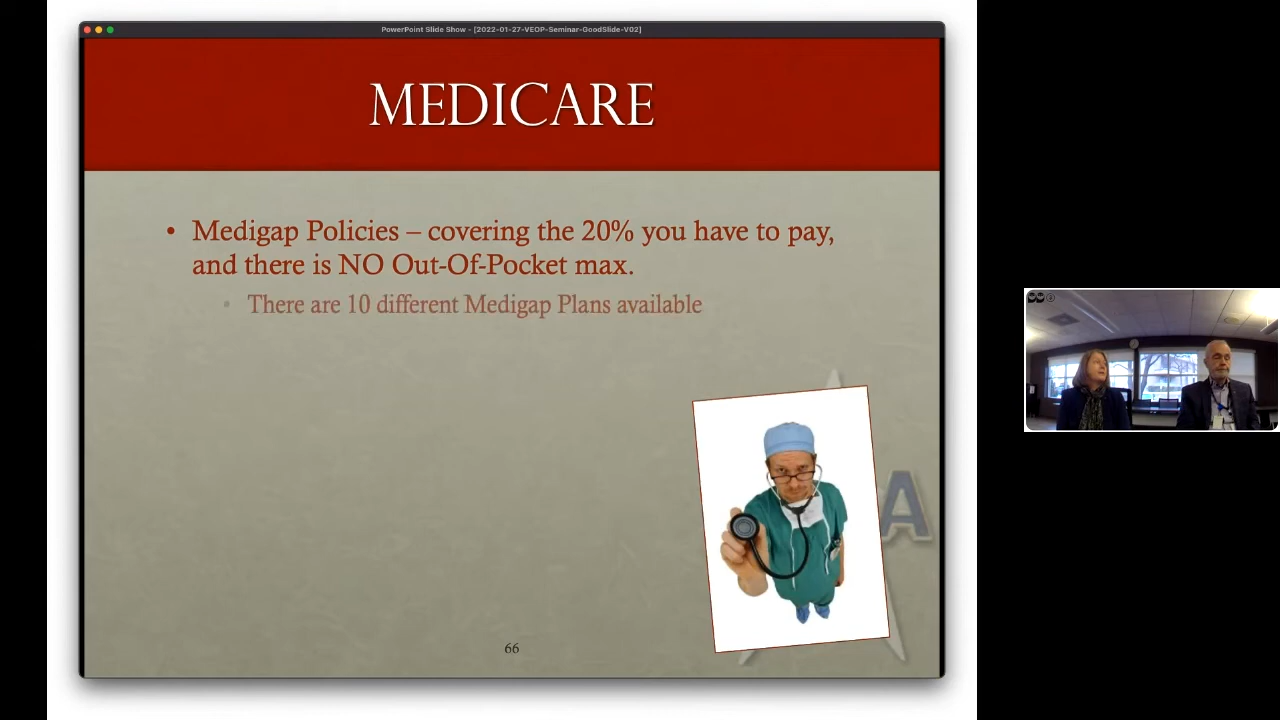 PowerPoint Slide Show - [2022-01-27-VEOP-Seminar-GoodSlide-V02]
MEDICARE
• Medigap Policies – covering the 20% you have to pay,
and there is NO Out-Of-Pocket max.
▪ There are 10 different Medigap Plans available
A
66